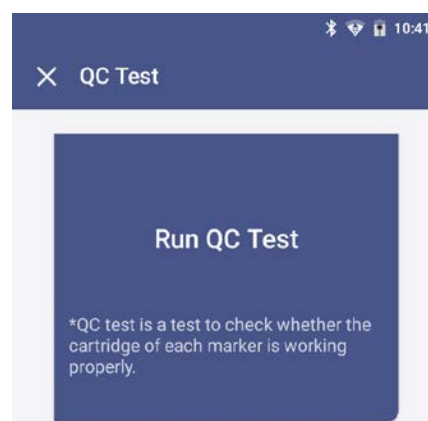 10:41
QC Test
Run QC Test
*QC test is a test to check whether the
cartridge of each marker is working
properly.